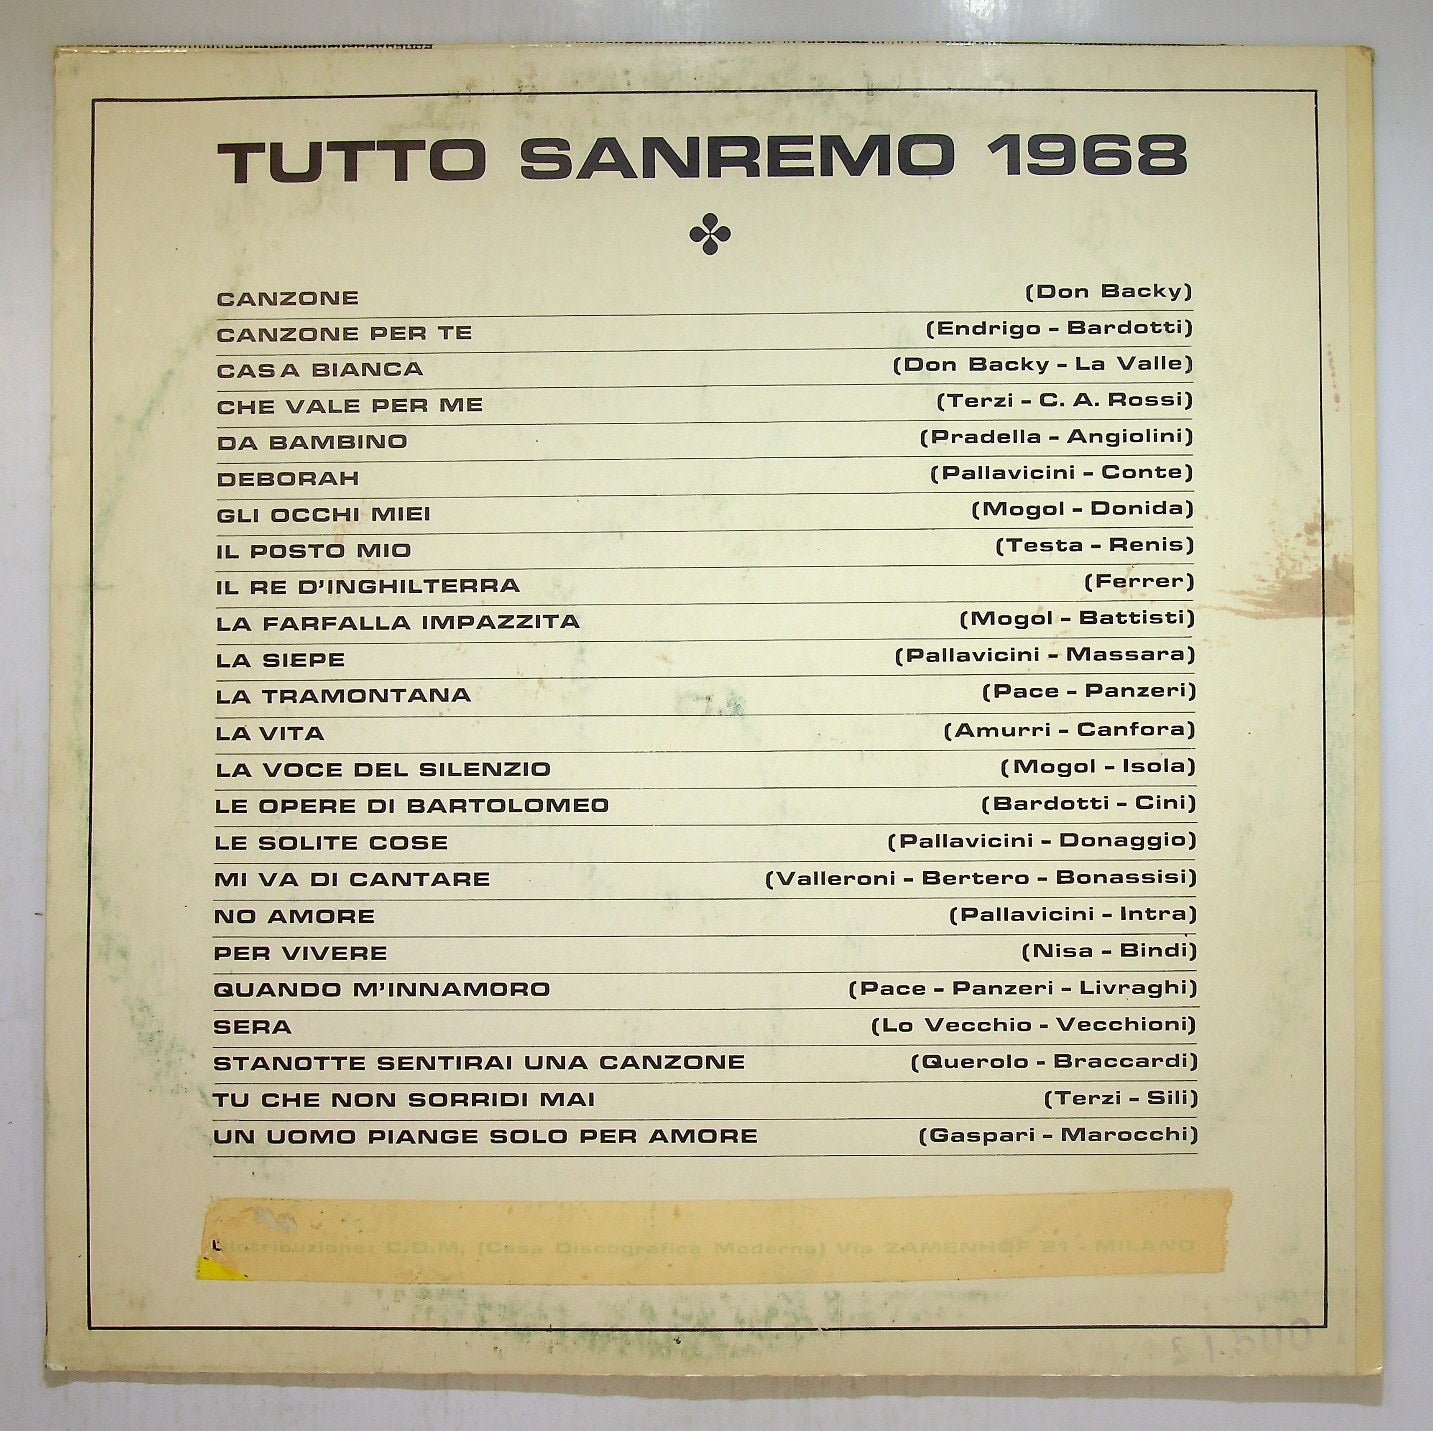 TUTTO SANREMO 1968
CANZONE (Don Backy)
CANZONE PER TE (Endrigo - Bardotti)
CASA BIANCA (Don Backy - La Valle)
CHE VALE PER ME (Terzi - C. A. Rossi)
DA BAMBINO (Pradella - Angiolini)
DEBORAH (Pallavicini - Conte)
GLI OCCHI MIEI (Mogol - Donida)
IL POSTO MIO (Testa - Renis)
IL RE D'INGHILTERRA (Ferrer)
LA FARFALLA IMPAZZITA (Mogol - Battisti)
LA SIEPE (Pallavicini - Massara)
LA TRAMONTANA (Pace - Panzeri)
LA VITA (Amurri - Canfora)
LA VOCE DEL SILENZIO (Mogol - Isola)
LE OPERE DI BARTOLOMEO (Bardotti - Cini)
LE SOLITE COSE (Pallavicini - Donaggio)
MI VA DI CANTARE (Valleroni - Bertero - Bonassisi)
NO AMORE (Pallavicini - Intra)
PER VIVERE (Nisa - Bindi)
QUANDO M'INNAMORO (Pace - Panzeri - Livraghi)
SERA (Lo Vecchio - Vecchioni)
STANOTTE SENTIRAI UNA CANZONE (Querolo - Braccardi)
TU CHE NON SORRIDI MAI (Terzi - Sili)
UN UOMO PIANGE SOLO PER AMORE (Gaspari - Marocchi)
Distribuzione: C.D.M. (Casa Discografica Moderna) Via ZAMENHOF 21 - MILANO